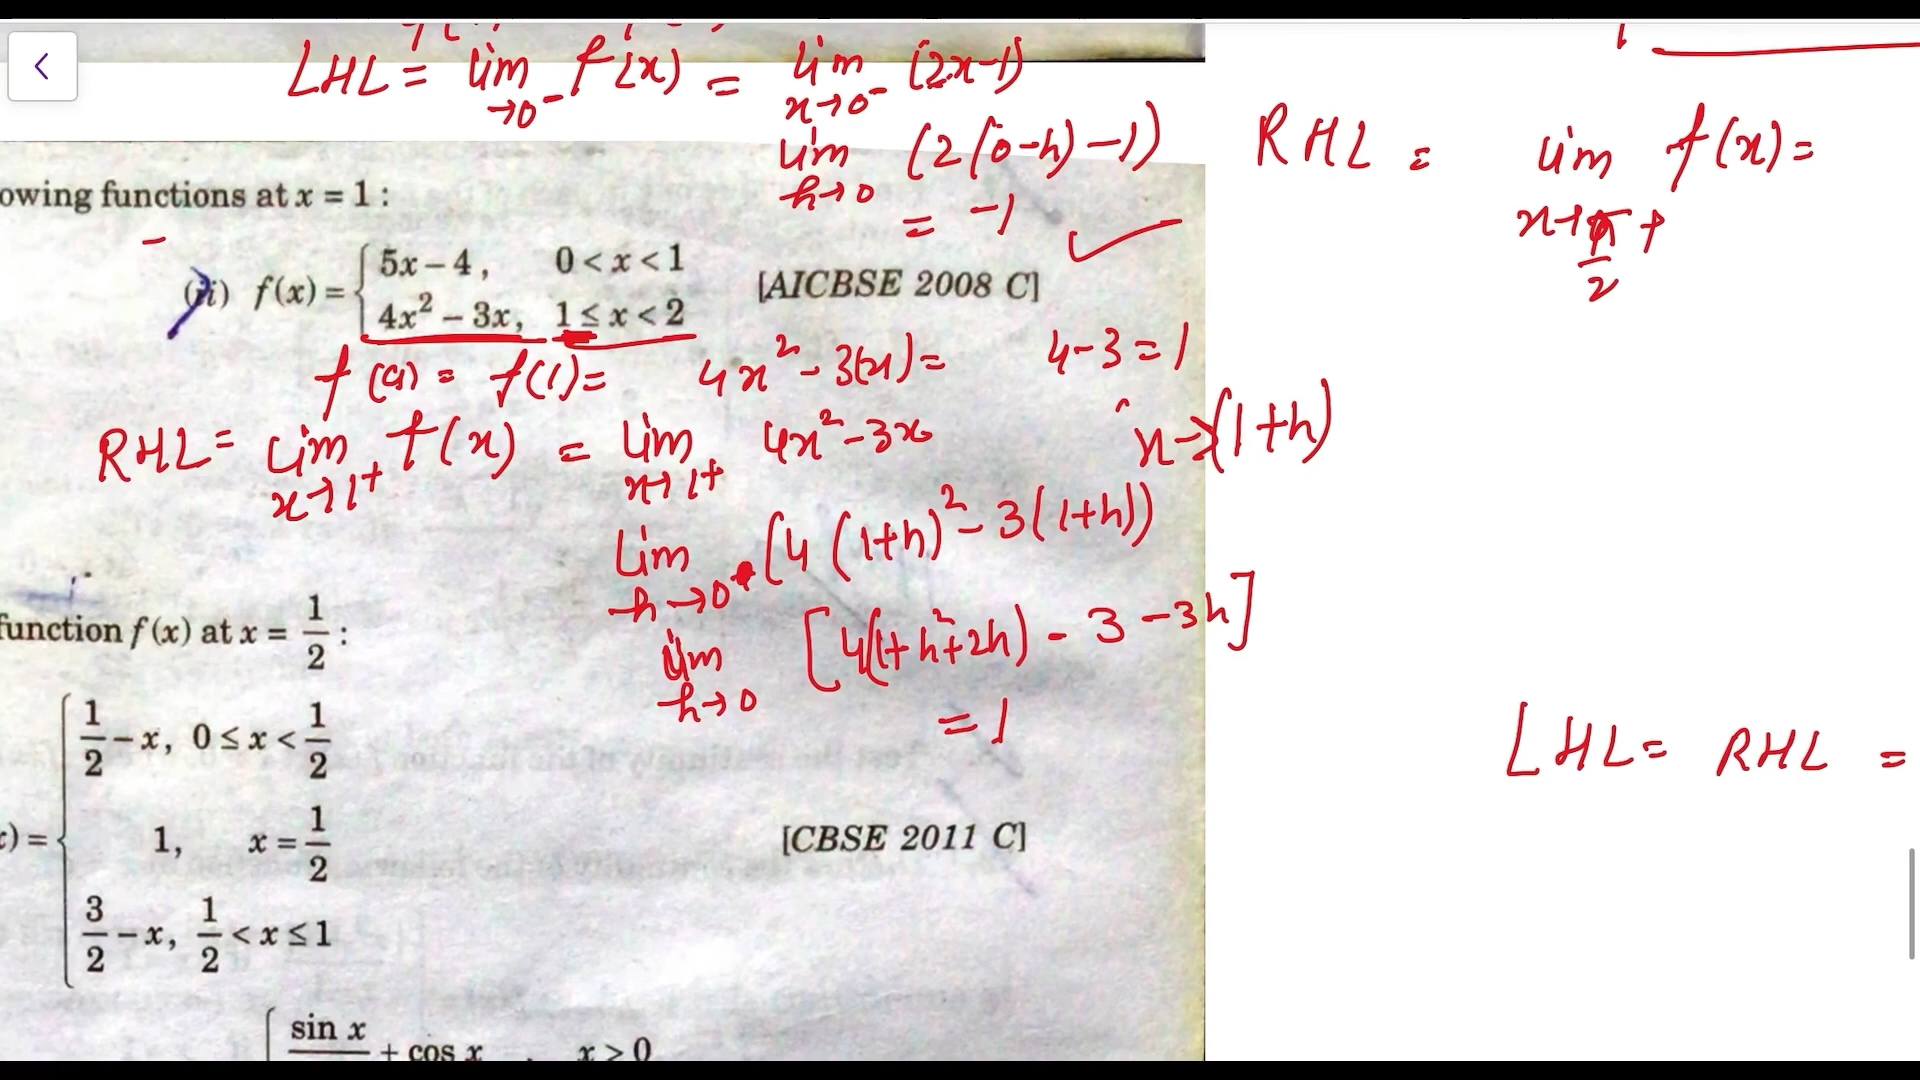 LHL = lim f(x) = lim (2x-1)
→0⁻ x→0⁻
lim (2(0-h)-1)
h→0
= -1
RHL = lim f(x) =
x→π/2 +
owing functions at x = 1 :
(ii) f(x) = { 5x – 4, 0 < x < 1
4x² – 3x, 1 ≤ x < 2 [AICBSE 2008 C]
f(a) = f(1) = 4x² - 3(x) = 4-3 = 1
RHL = lim f(x) = lim 4x²-3x x→(1+h)
x→1⁺ x→1⁺
lim (4(1+h)² - 3(1+h))
h→0
lim [4(1+h²+2h) - 3 - 3h]
h→0
= 1
LHL = RHL =
function f(x) at x = 1/2 :
1/2 – x, 0 ≤ x < 1/2
) = { 1, x = 1/2 [CBSE 2011 C]
3/2 – x, 1/2 < x ≤ 1
sin x
+ cos x, x > 0